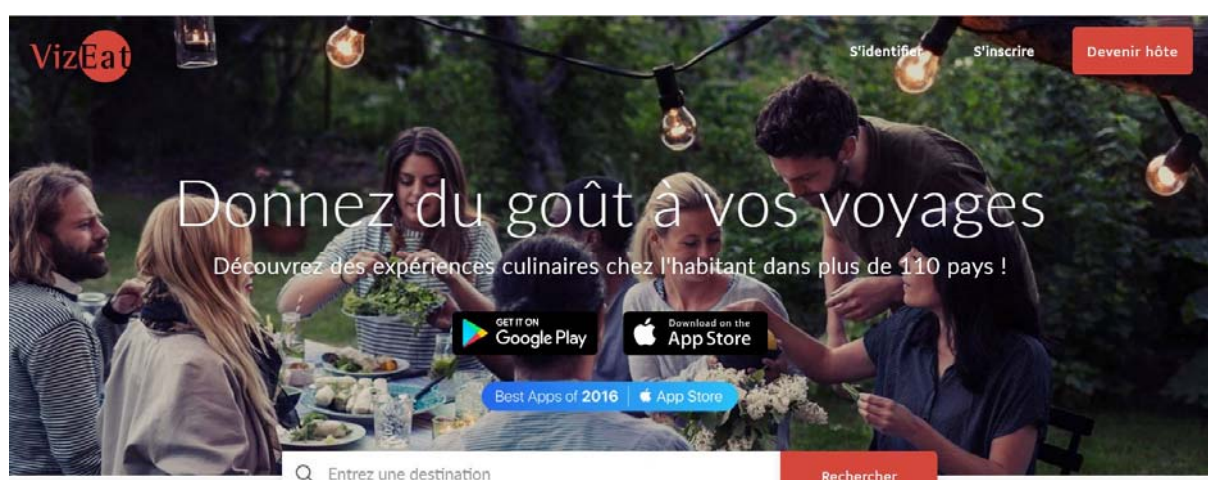 VizEat
S'identifier
S'inscrire
Devenir hôte
Donnez du goût à vos voyages
Découvrez des expériences culinaires chez l'habitant dans plus de 110 pays !
GET IT ON
Google Play
Download on the
App Store
Best Apps of 2016 | App Store
Entrez une destination
Rechercher